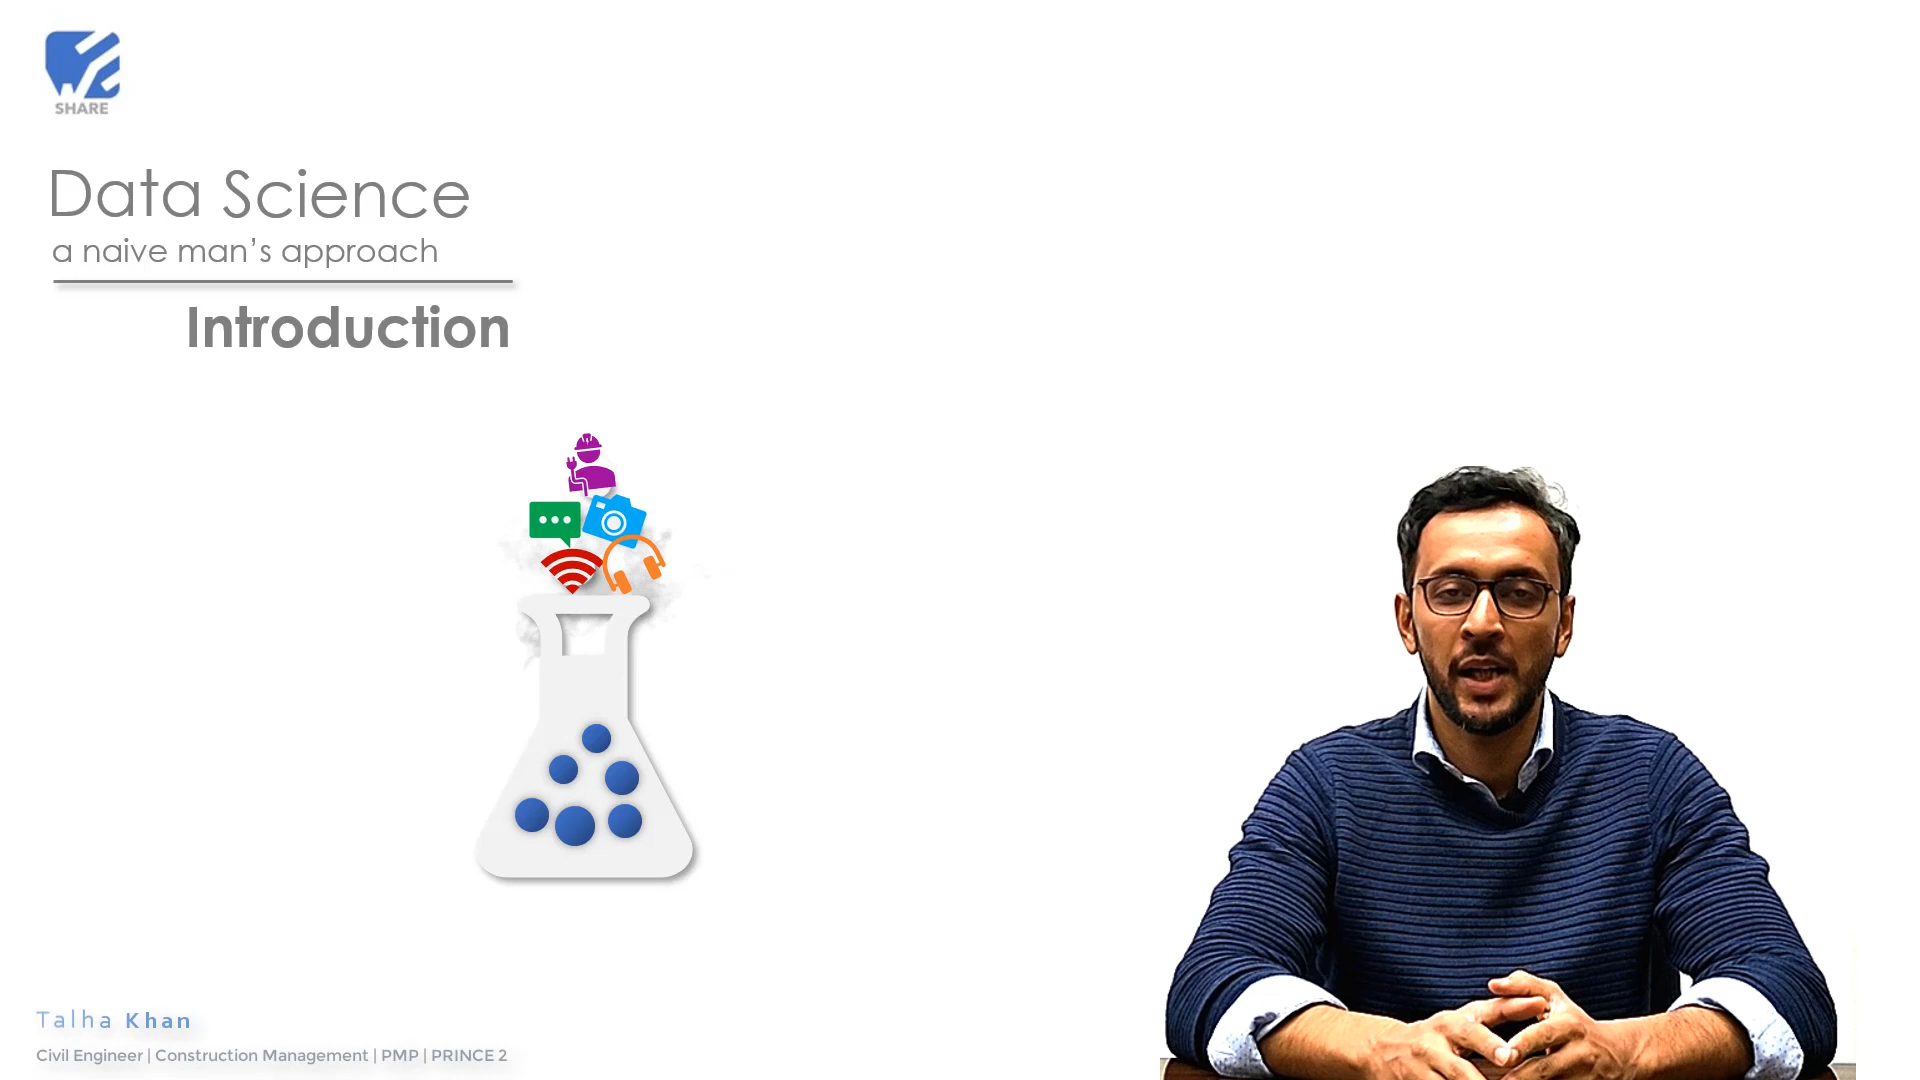 SHARE
Data Science
a naive man’s approach
Introduction
Talha Khan
Civil Engineer | Construction Management | PMP | PRINCE 2